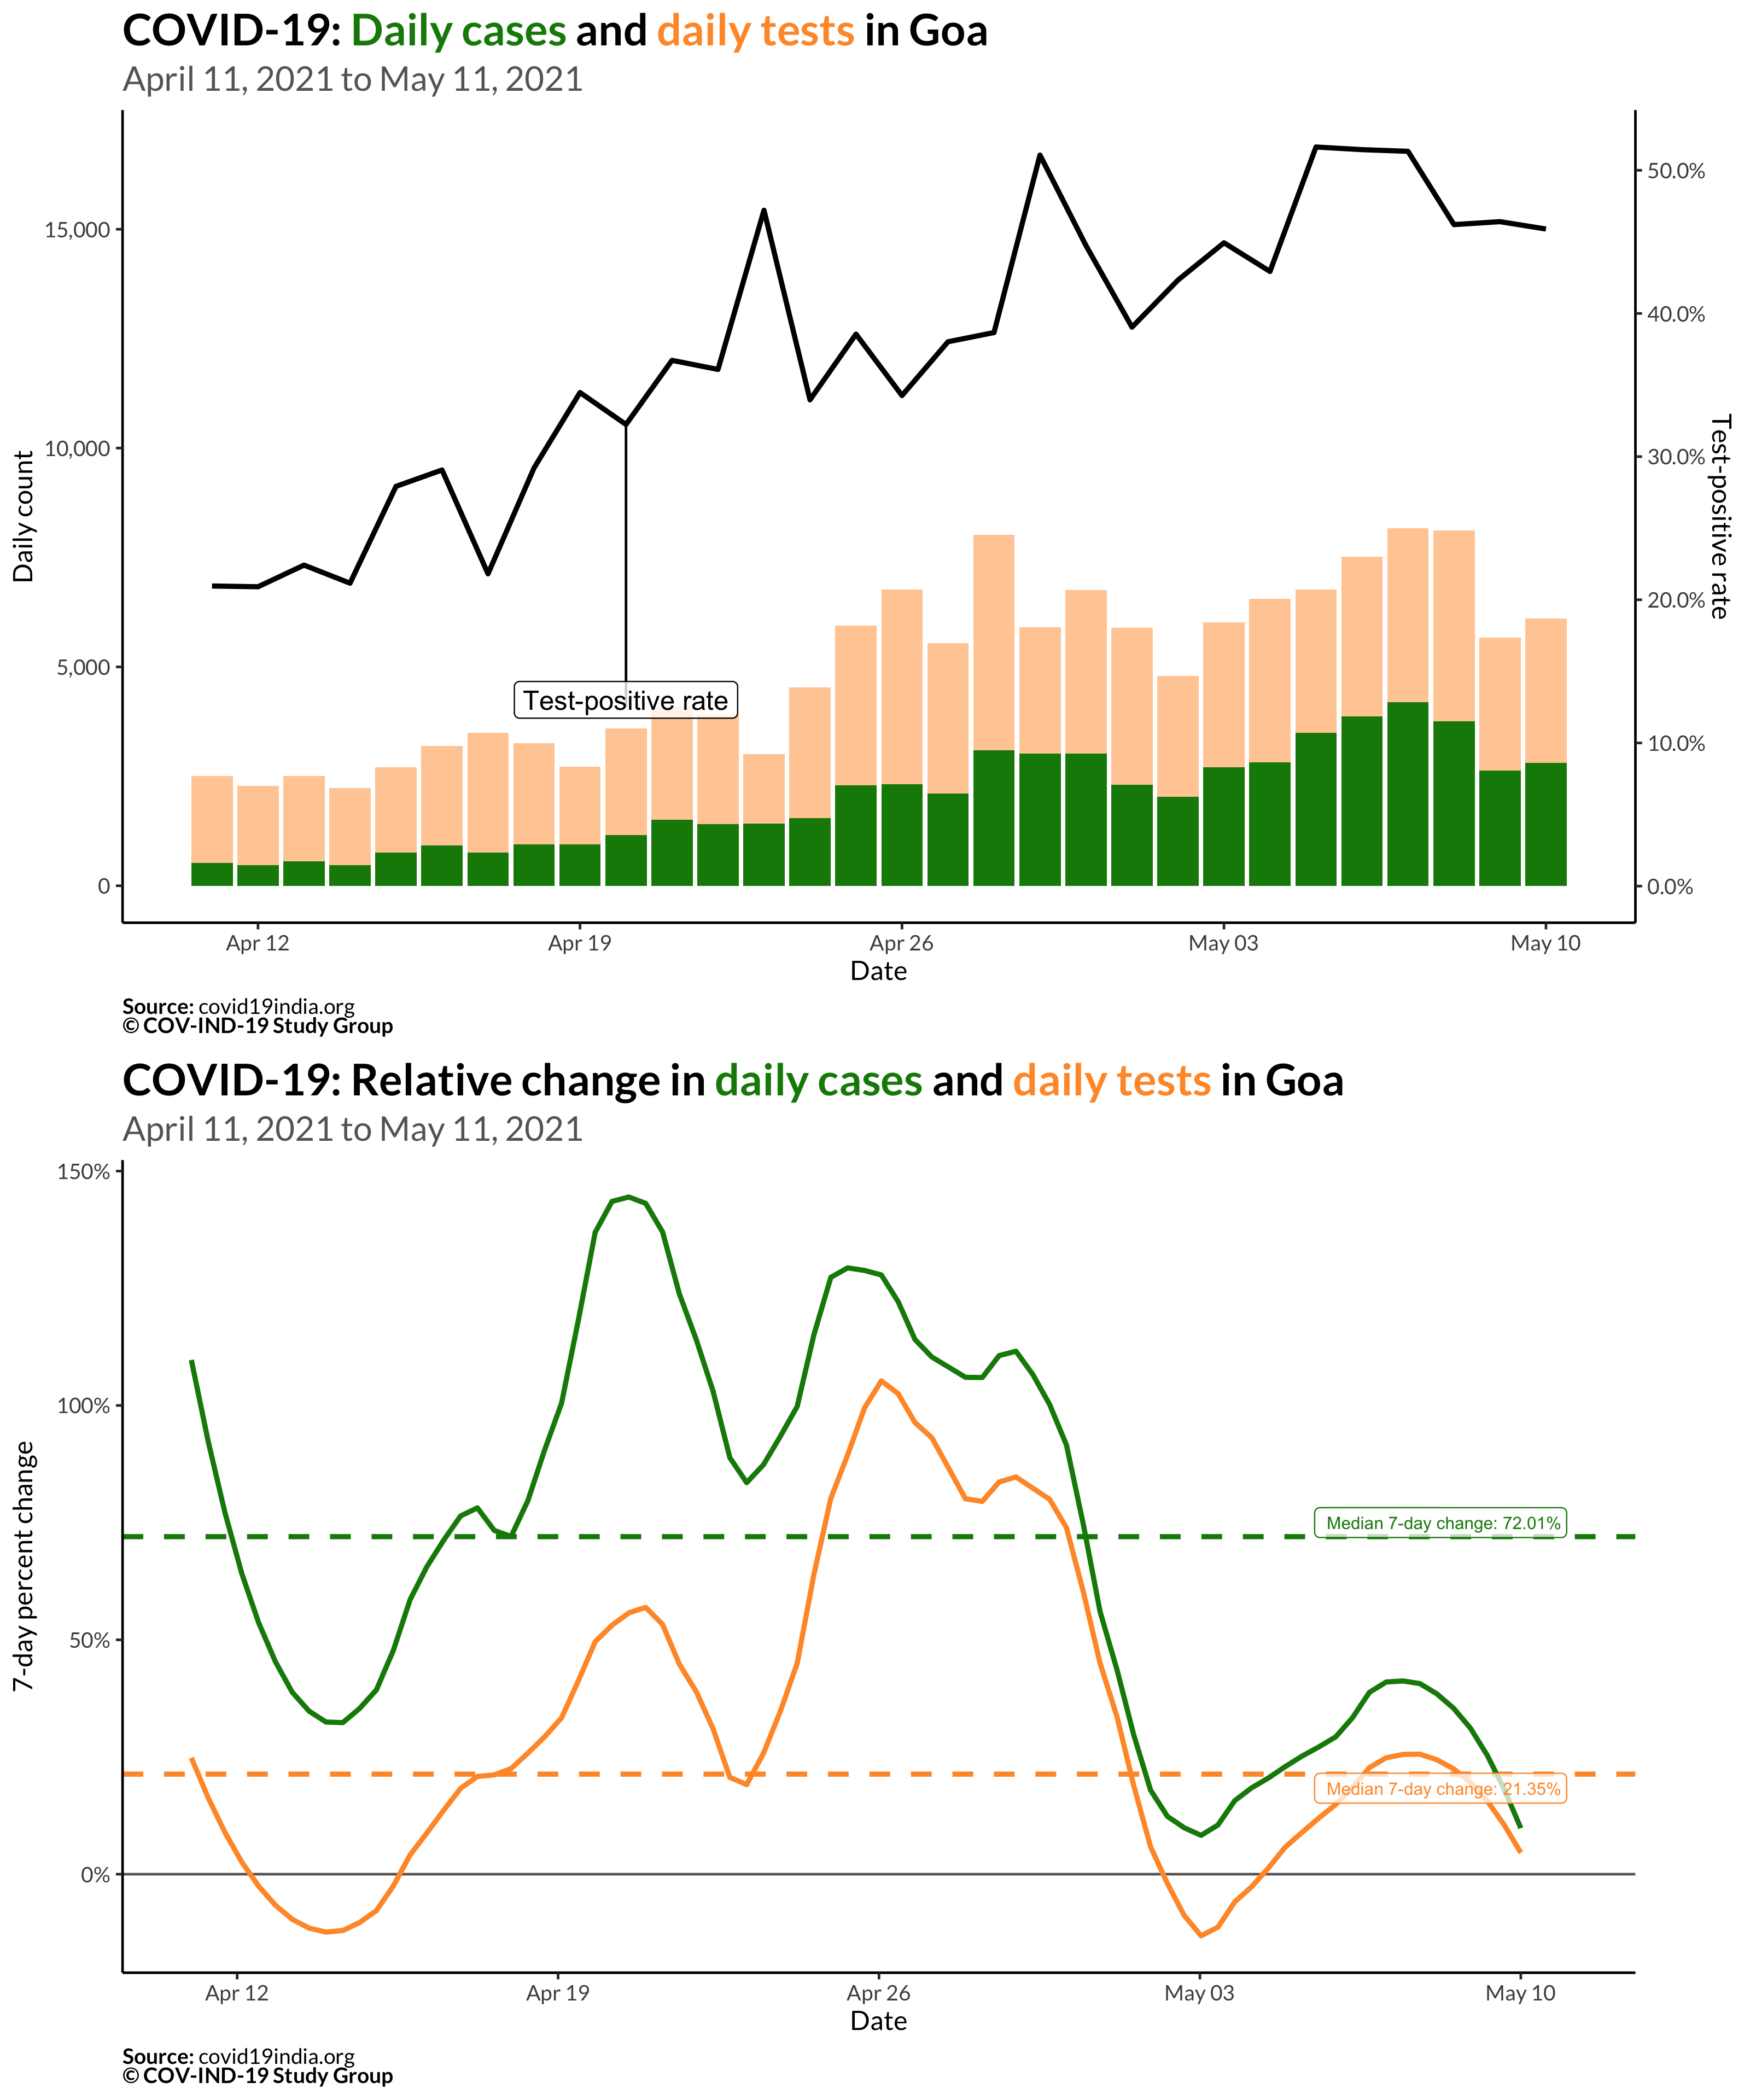 COVID-19: Daily cases and daily tests in Goa
April 11, 2021 to May 11, 2021
15,000
10,000
5,000
0
Daily count
50.0%
40.0%
30.0%
20.0%
10.0%
0.0%
Test-positive rate
Test-positive rate
Apr 12
Apr 19
Apr 26
May 03
May 10
Date
Source: covid19india.org
© COV-IND-19 Study Group
COVID-19: Relative change in daily cases and daily tests in Goa
April 11, 2021 to May 11, 2021
150%
100%
50%
0%
7-day percent change
Median 7-day change: 72.01%
Median 7-day change: 21.35%
Apr 12
Apr 19
Apr 26
May 03
May 10
Date
Source: covid19india.org
© COV-IND-19 Study Group